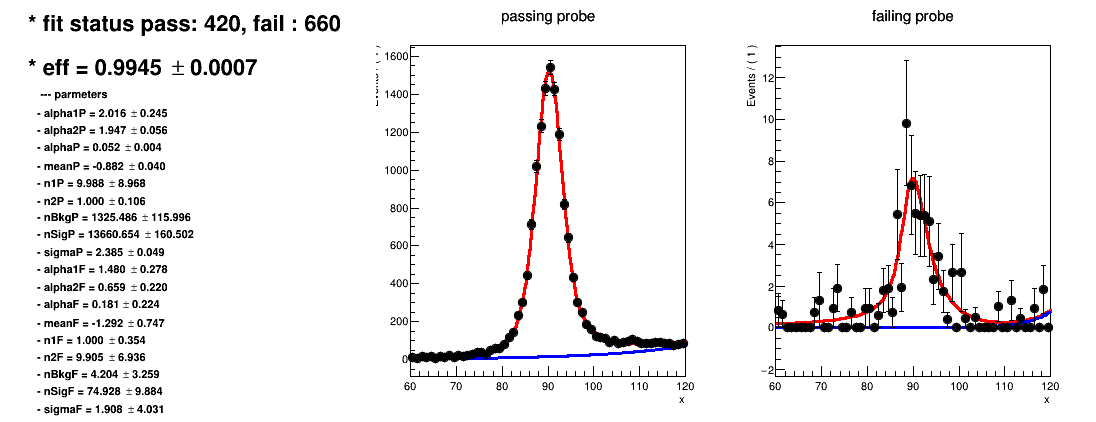 * fit status pass: 420, fail : 660
* eff = 0.9945 ± 0.0007
--- parmeters
- alpha1P = 2.016 ± 0.245
- alpha2P = 1.947 ± 0.056
- alphaP = 0.052 ± 0.004
- meanP = -0.882 ± 0.040
- n1P = 9.988 ± 8.968
- n2P = 1.000 ± 0.106
- nBkgP = 1325.486 ± 115.996
- nSigP = 13660.654 ± 160.502
- sigmaP = 2.385 ± 0.049
- alpha1F = 1.480 ± 0.278
- alpha2F = 0.659 ± 0.220
- alphaF = 0.181 ± 0.224
- meanF = -1.292 ± 0.747
- n1F = 1.000 ± 0.354
- n2F = 9.905 ± 6.936
- nBkgF = 4.204 ± 3.259
- nSigF = 74.928 ± 9.884
- sigmaF = 1.908 ± 4.031
passing probe
1600
1400
1200
1000
800
600
400
200
0
60 70 80 90 100 110 120
x
failing probe
Events / ( 1 )
12
10
8
6
4
2
0
−2
60 70 80 90 100 110 120
x